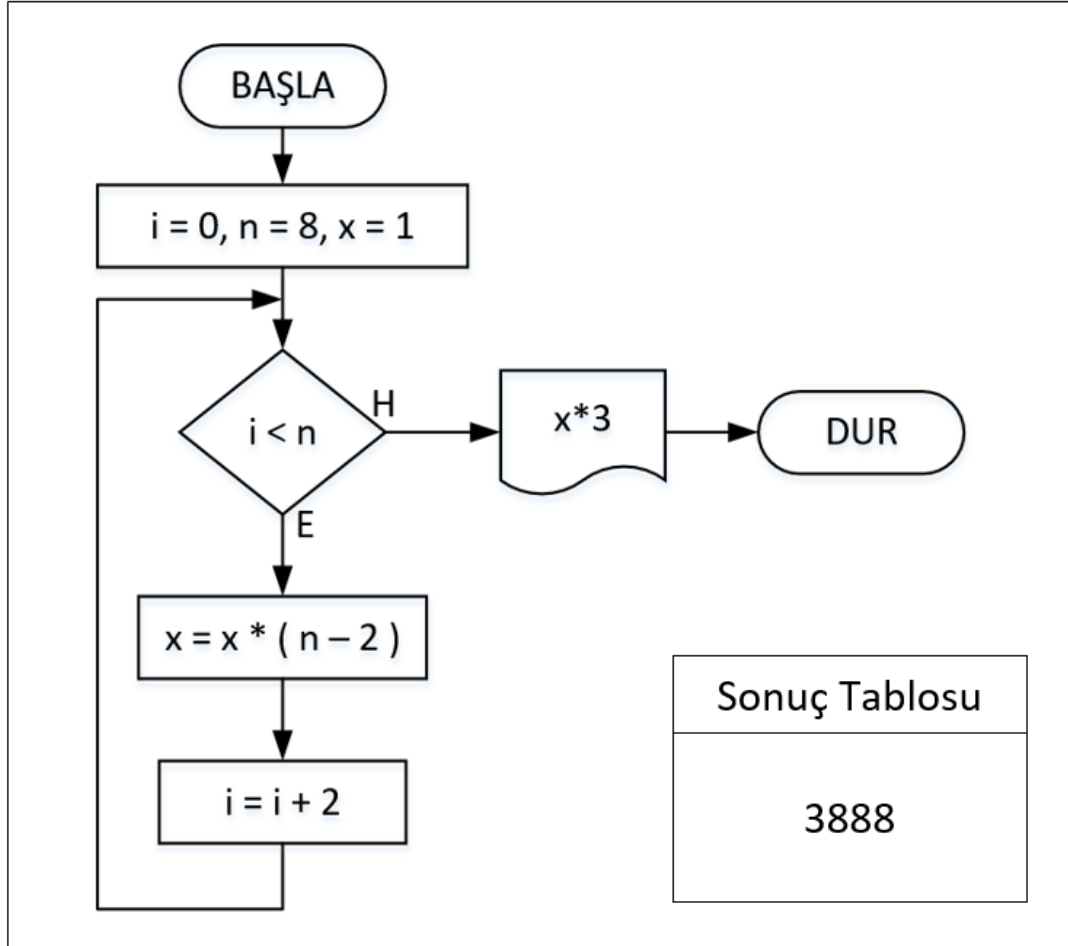 BAŞLA
i = 0, n = 8, x = 1
i < n
H
x*3
DUR
E
x = x * ( n – 2 )
i = i + 2
Sonuç Tablosu
3888